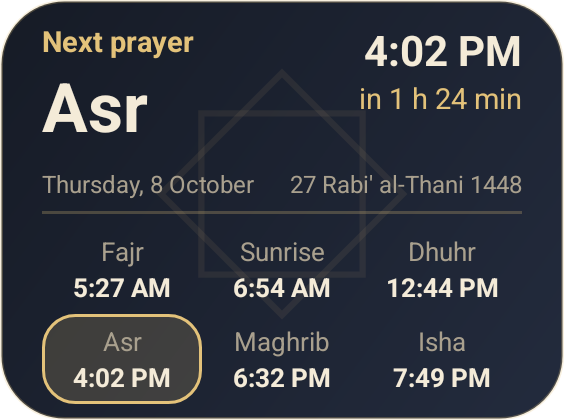 Next prayer
4:02 PM
Asr
in 1 h 24 min
Thursday, 8 October
27 Rabi' al-Thani 1448
Fajr
5:27 AM
Sunrise
6:54 AM
Dhuhr
12:44 PM
Asr
4:02 PM
Maghrib
6:32 PM
Isha
7:49 PM